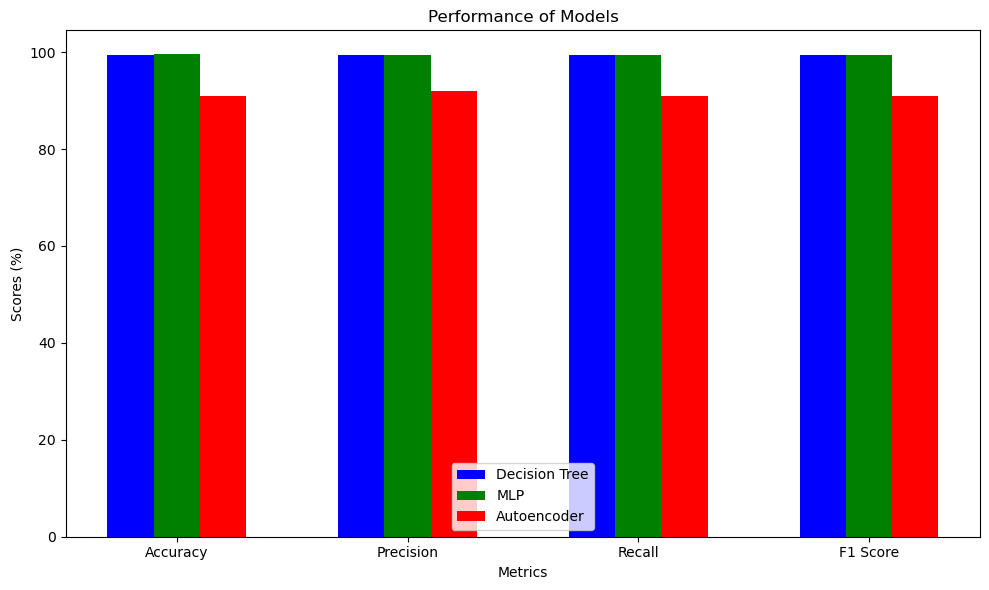 Performance of Models
Scores (%)
100
80
60
40
20
0
Decision Tree
MLP
Autoencoder
Accuracy
Precision
Recall
F1 Score
Metrics